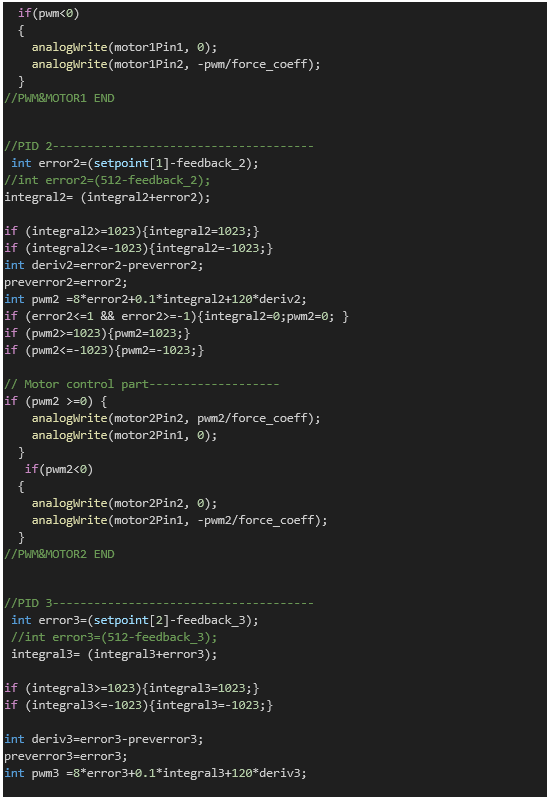 if(pwm<0)
{
analogWrite(motor1Pin1, 0);
analogWrite(motor1Pin2, -pwm/force_coeff);
}
//PWM&MOTOR1 END
//PID 2--------------------------------------
int error2=(setpoint[1]-feedback_2);
//int error2=(512-feedback_2);
integral2= (integral2+error2);
if (integral2>=1023){integral2=1023;}
if (integral2<=-1023){integral2=-1023;}
int deriv2=error2-preverror2;
preverror2=error2;
int pwm2 =8*error2+0.1*integral2+120*deriv2;
if (error2<=1 && error2>=-1){integral2=0;pwm2=0; }
if (pwm2>=1023){pwm2=1023;}
if (pwm2<=-1023){pwm2=-1023;}
// Motor control part-------------------
if (pwm2 >=0) {
analogWrite(motor2Pin2, pwm2/force_coeff);
analogWrite(motor2Pin1, 0);
}
if(pwm2<0)
{
analogWrite(motor2Pin2, 0);
analogWrite(motor2Pin1, -pwm2/force_coeff);
}
//PWM&MOTOR2 END
//PID 3--------------------------------------
int error3=(setpoint[2]-feedback_3);
//int error3=(512-feedback_3);
integral3= (integral3+error3);
if (integral3>=1023){integral3=1023;}
if (integral3<=-1023){integral3=-1023;}
int deriv3=error3-preverror3;
preverror3=error3;
int pwm3 =8*error3+0.1*integral3+120*deriv3;